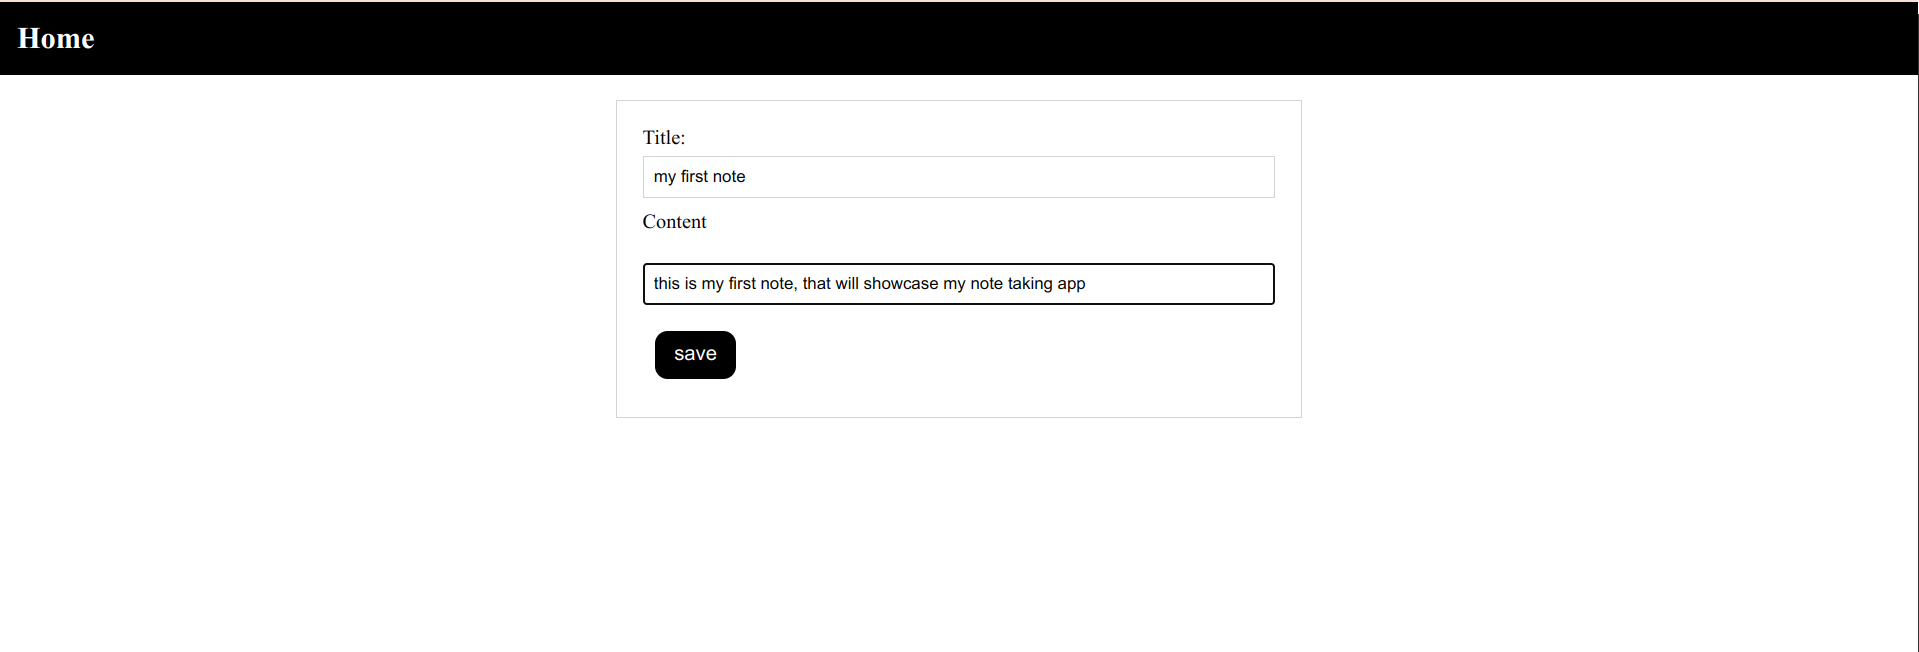 Home
Title:
my first note
Content
this is my first note, that will showcase my note taking app
save